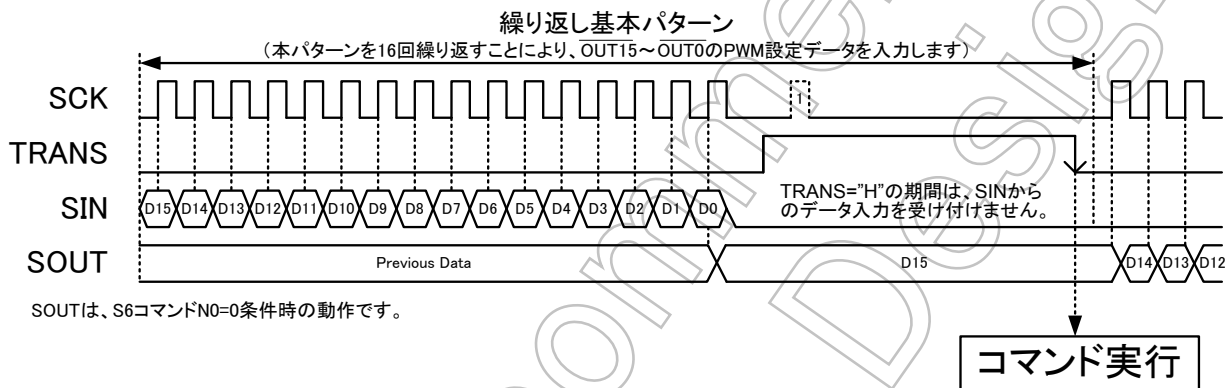 繰り返し基本パターン
（本パターンを16回繰り返すことにより、OUT15～OUT0のPWM設定データを入力します）
SCK
1
TRANS
SIN
D15 D14 D13 D12 D11 D10 D9 D8 D7 D6 D5 D4 D3 D2 D1 D0
TRANS="H"の期間は、SINから
のデータ入力を受け付けません。
SOUT
Previous Data
D15
D14 D13 D12
SOUTは、S6コマンドN0=0条件時の動作です。
コマンド実行